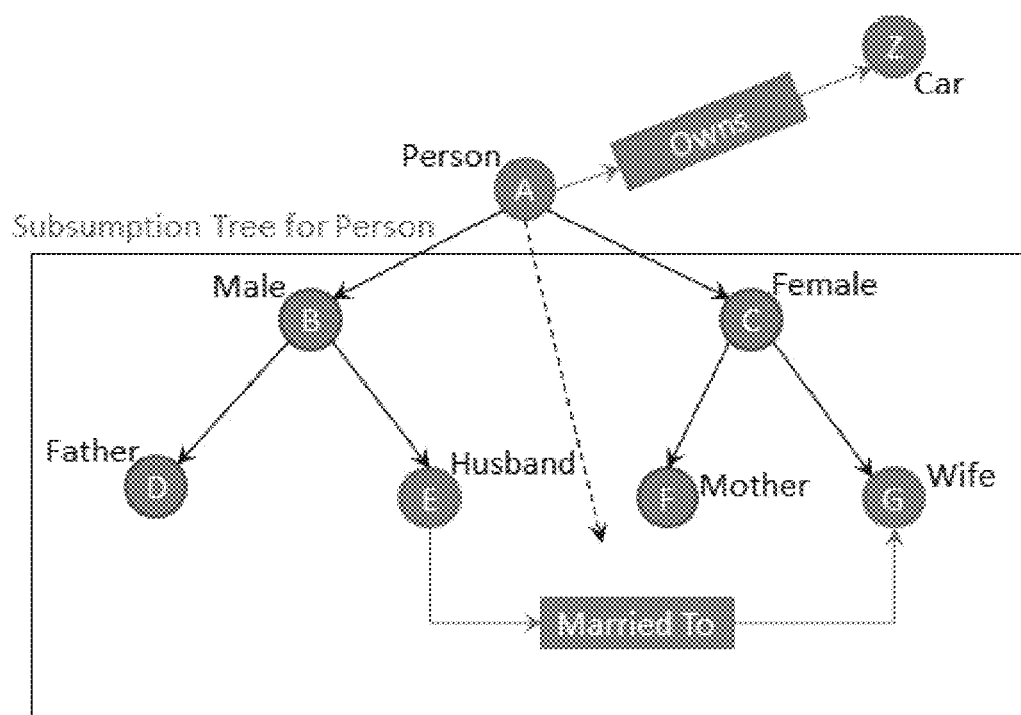 Z
Car
Owns
Person
A
Subsumption Tree for Person
Male
B
Female
C
Father
D
Husband
E
Mother
F
Wife
G
Married To